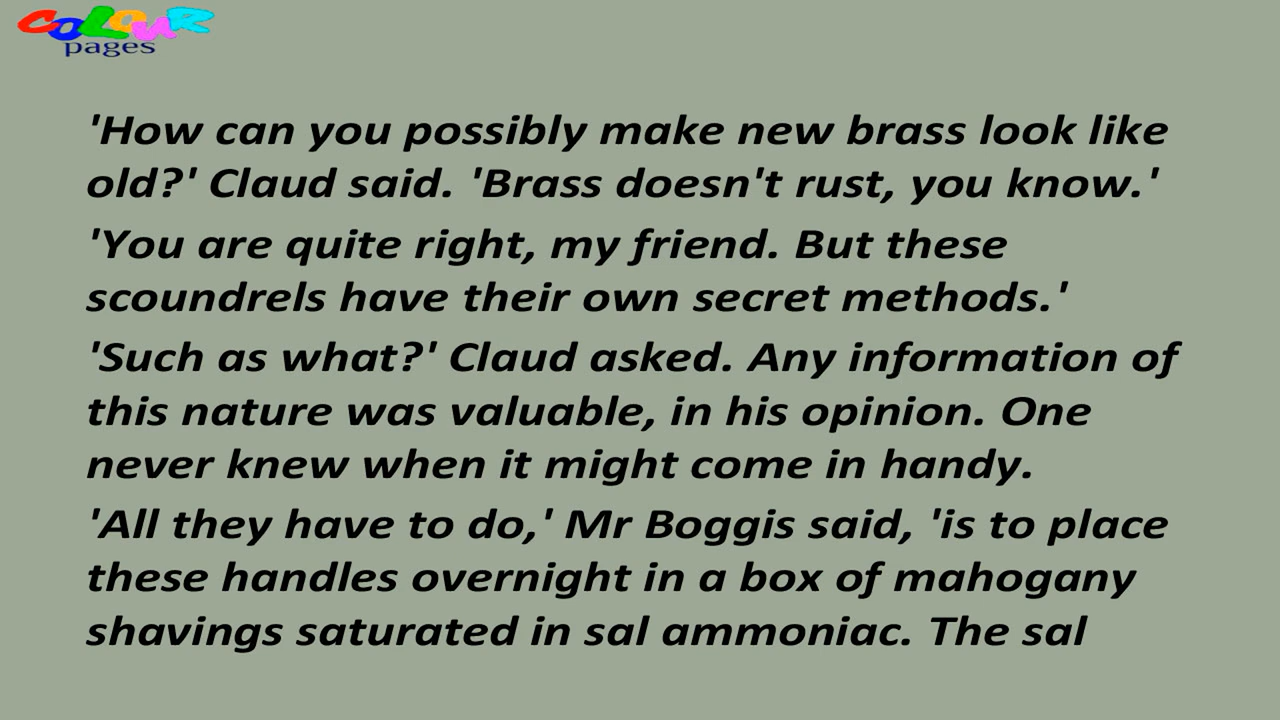 COLOUR
pages
'How can you possibly make new brass look like
old?' Claud said. 'Brass doesn't rust, you know.'
'You are quite right, my friend. But these
scoundrels have their own secret methods.'
'Such as what?' Claud asked. Any information of
this nature was valuable, in his opinion. One
never knew when it might come in handy.
'All they have to do,' Mr Boggis said, 'is to place
these handles overnight in a box of mahogany
shavings saturated in sal ammoniac. The sal